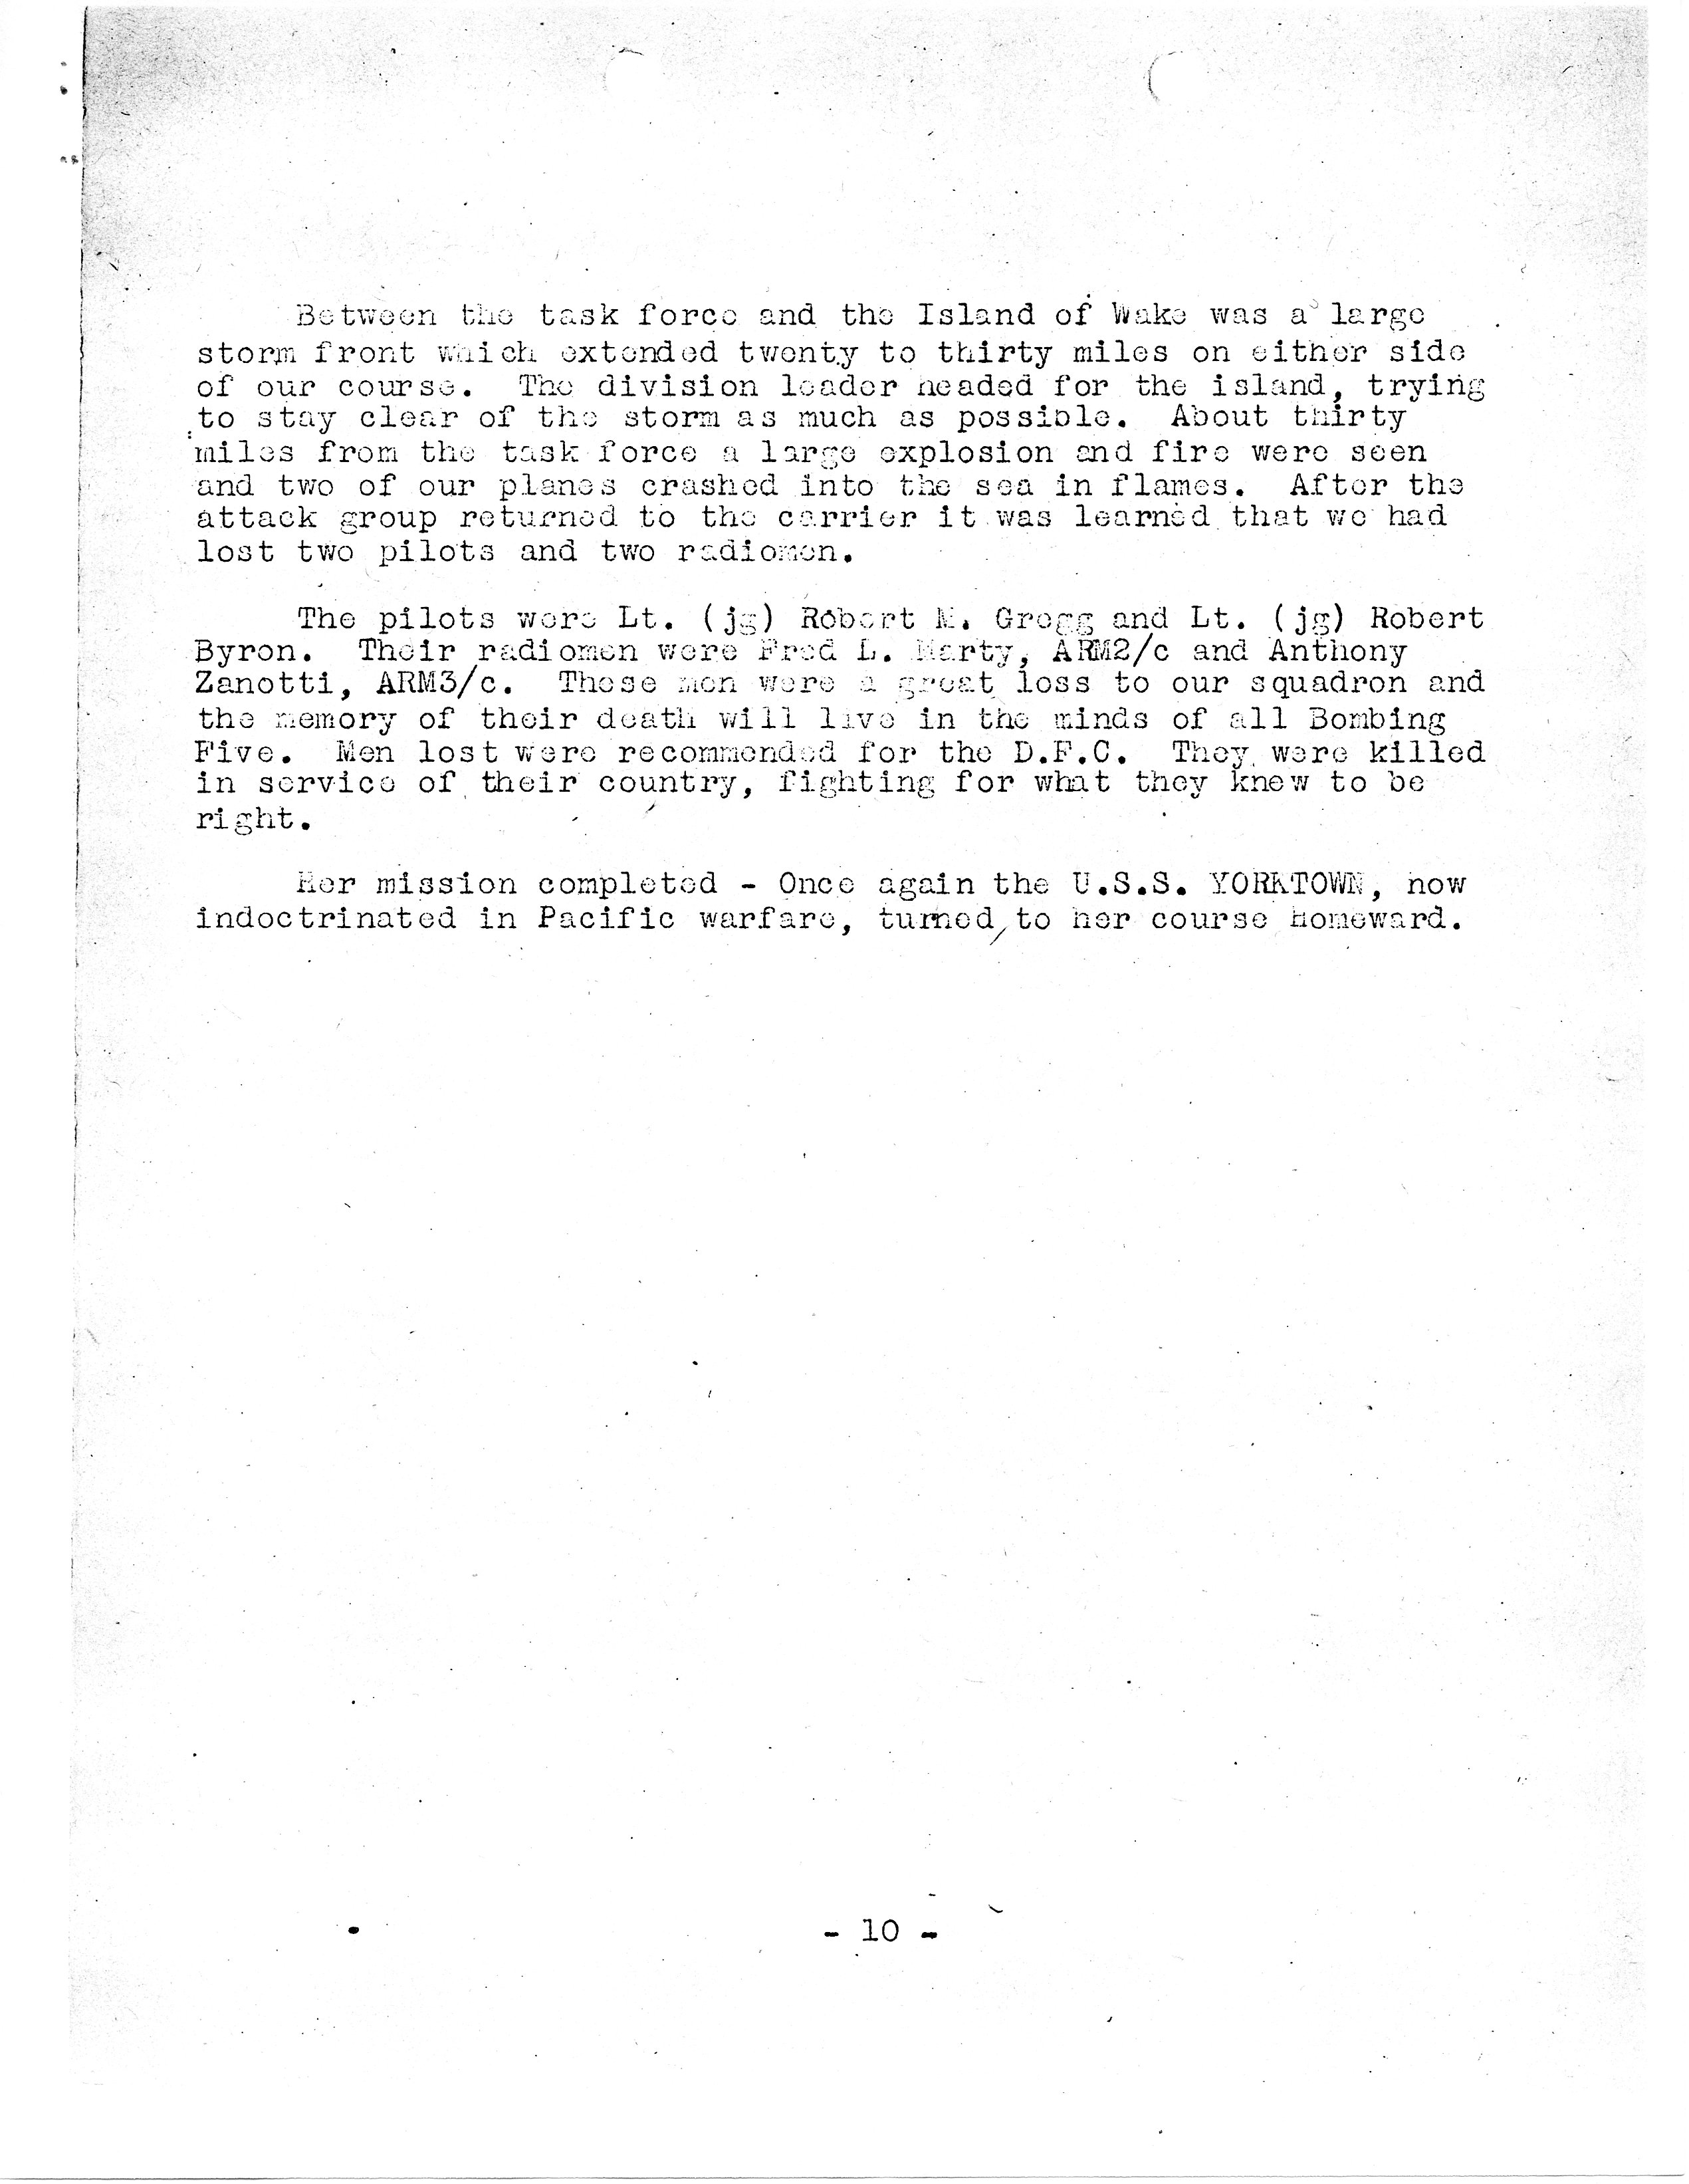 Between the task force and the Island of Wake was a large
storm front which extended twenty to thirty miles on either side
of our course. The division leader headed for the island, trying
to stay clear of the storm as much as possible. About thirty
miles from the task force a large explosion and fire were seen
and two of our planes crashed into the sea in flames. After the
attack group returned to the carrier it was learned that we had
lost two pilots and two radiomen.
The pilots were Lt. (jg) Robert M. Gregg and Lt. (jg) Robert
Byron. Their radiomen were Fred L. Marty, ARM2/c and Anthony
Zanotti, ARM3/c. These men were a great loss to our squadron and
the memory of their death will live in the minds of all Bombing
Five. Men lost were recommended for the D.F.C. They were killed
in service of their country, fighting for what they knew to be
right.
Her mission completed - Once again the U.S.S. YORKTOWN, now
indoctrinated in Pacific warfare, turned to her course homeward.
- 10 -